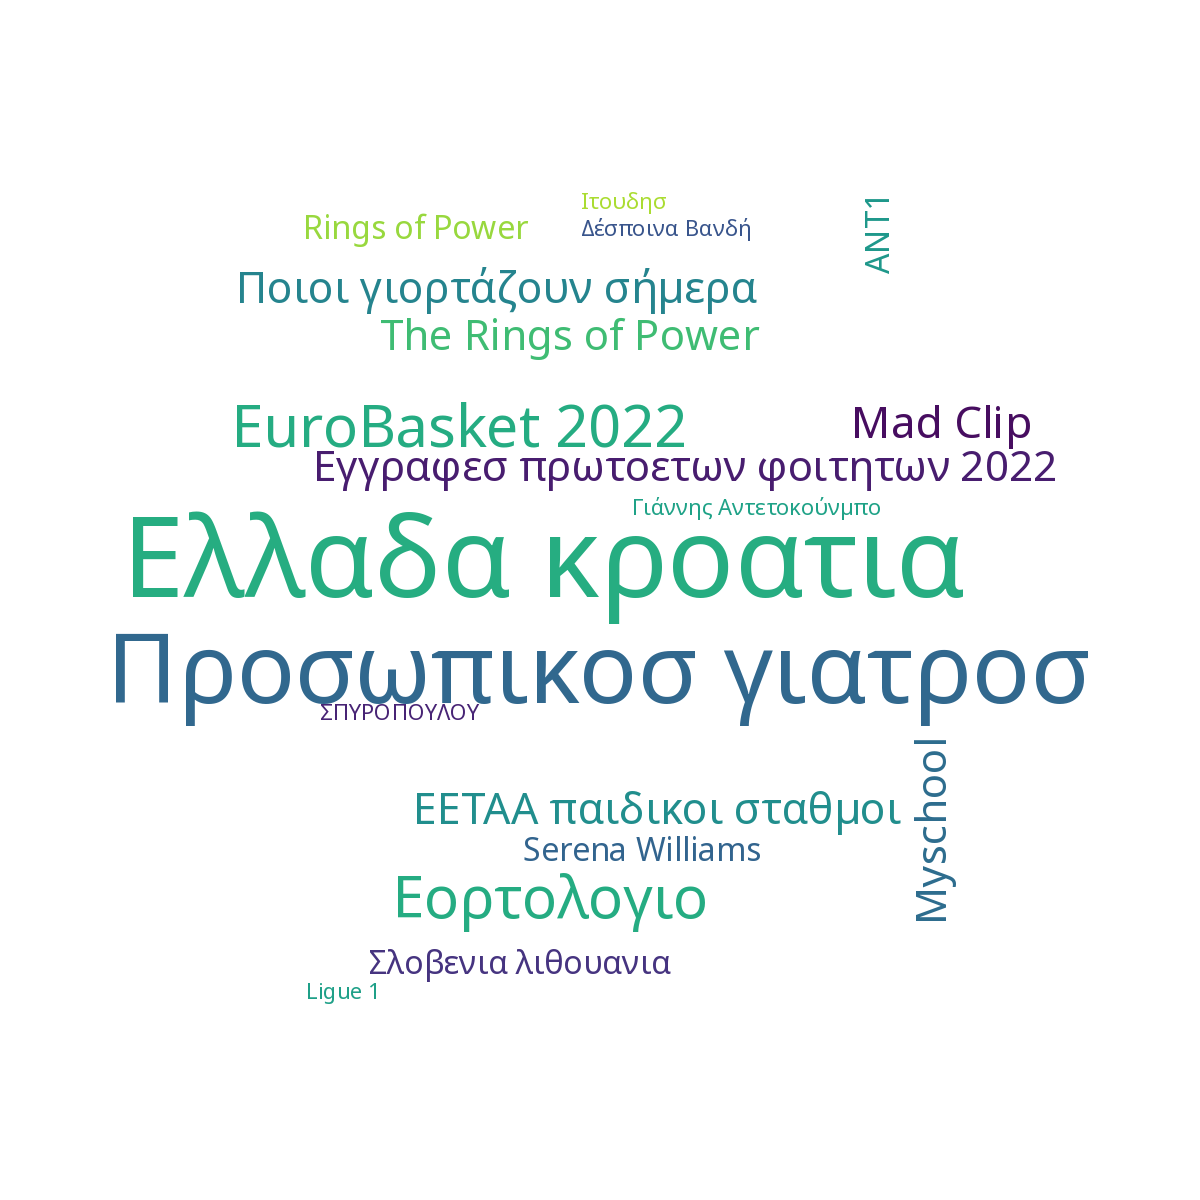 Ιτουδησ
Rings of Power
Δέσποινα Βανδή
ΑΝΤ1
Ποιοι γιορτάζουν σήμερα
The Rings of Power
EuroBasket 2022
Mad Clip
Εγγραφεσ πρωτοετων φοιτητων 2022
Γιάννης Αντετοκούνμπο
Ελλαδα κροατια
Προσωπικοσ γιατροσ
ΣΠΥΡΟΠΟΥΛΟΥ
Myschool
ΕΕΤΑΑ παιδικοι σταθμοι
Serena Williams
Εορτολογιο
Σλοβενια λιθουανια
Ligue 1